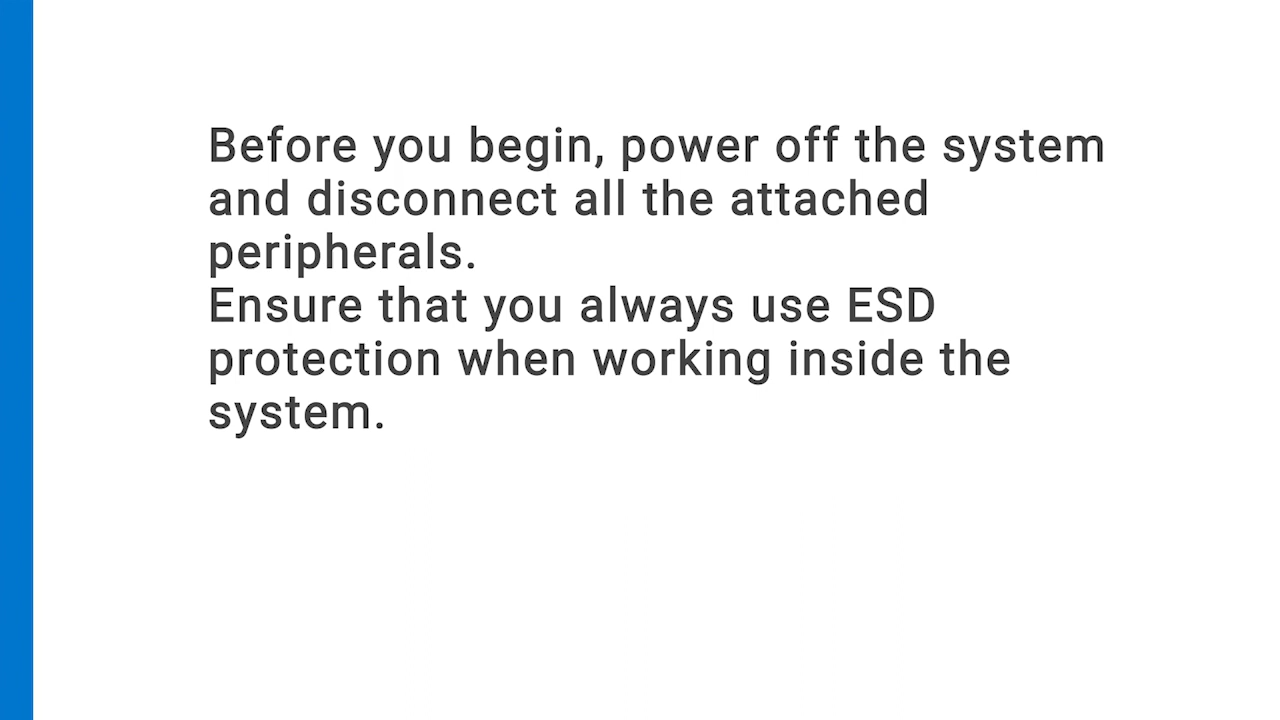 Before you begin, power off the system
and disconnect all the attached
peripherals.
Ensure that you always use ESD
protection when working inside the
system.